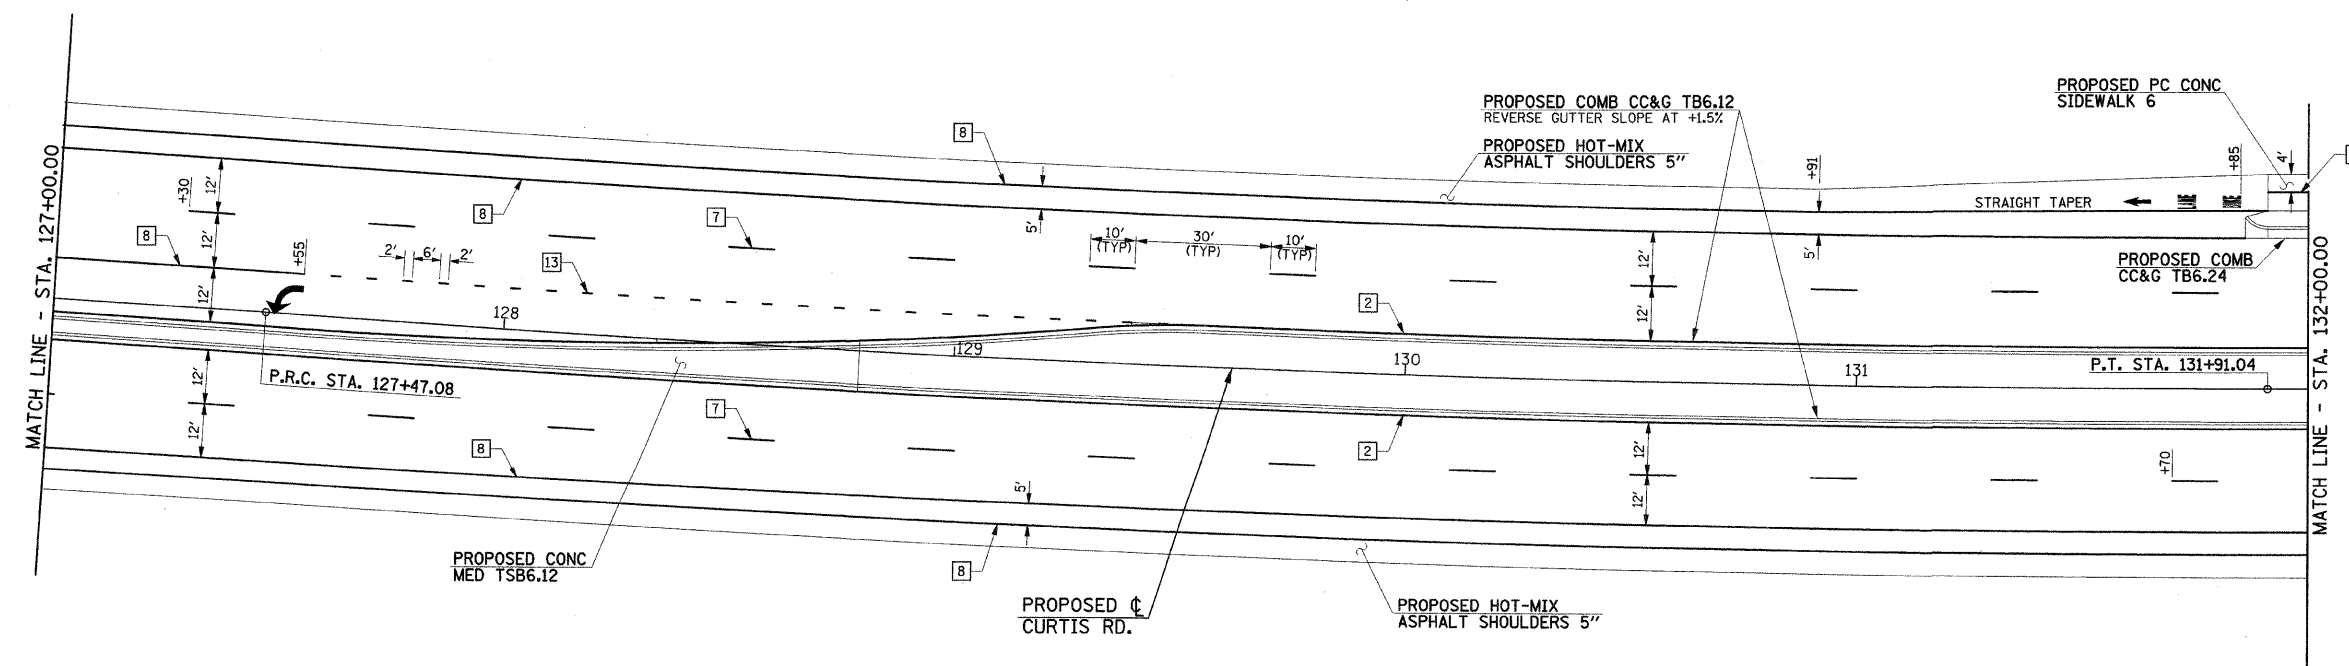 PROPOSED PC CONC
SIDEWALK 6
PROPOSED COMB CC&G TB6.12
REVERSE GUTTER SLOPE AT +1.5%
PROPOSED HOT-MIX
ASPHALT SHOULDERS 5"
8
+91
+85
4'
MATCH LINE - STA. 127+00.00
+30
12'
12'
8
7
5'
STRAIGHT TAPER
8
+55
2'
6'
2'
13
10'
(TYP)
30'
(TYP)
10'
(TYP)
12'
5'
PROPOSED COMB
CC&G TB6.24
12'
128
2
12'
129
130
131
P.R.C. STA. 127+47.08
P.T. STA. 131+91.04
MATCH LINE - STA. 132+00.00
12'
12'
7
8
2
12'
12'
+70
5'
PROPOSED CONC
MED TSB6.12
8
PROPOSED ℄
CURTIS RD.
PROPOSED HOT-MIX
ASPHALT SHOULDERS 5"